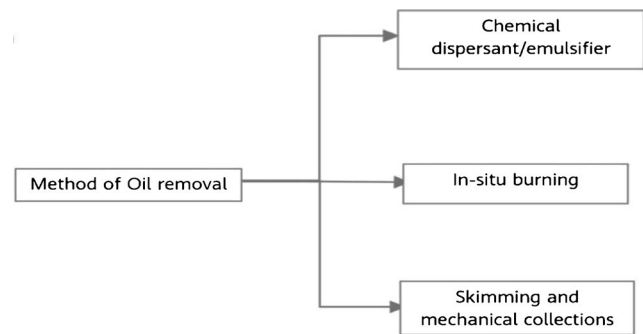 Chemical
dispersant/emulsifier
Method of Oil removal
In-situ burning
Skimming and
mechanical collections